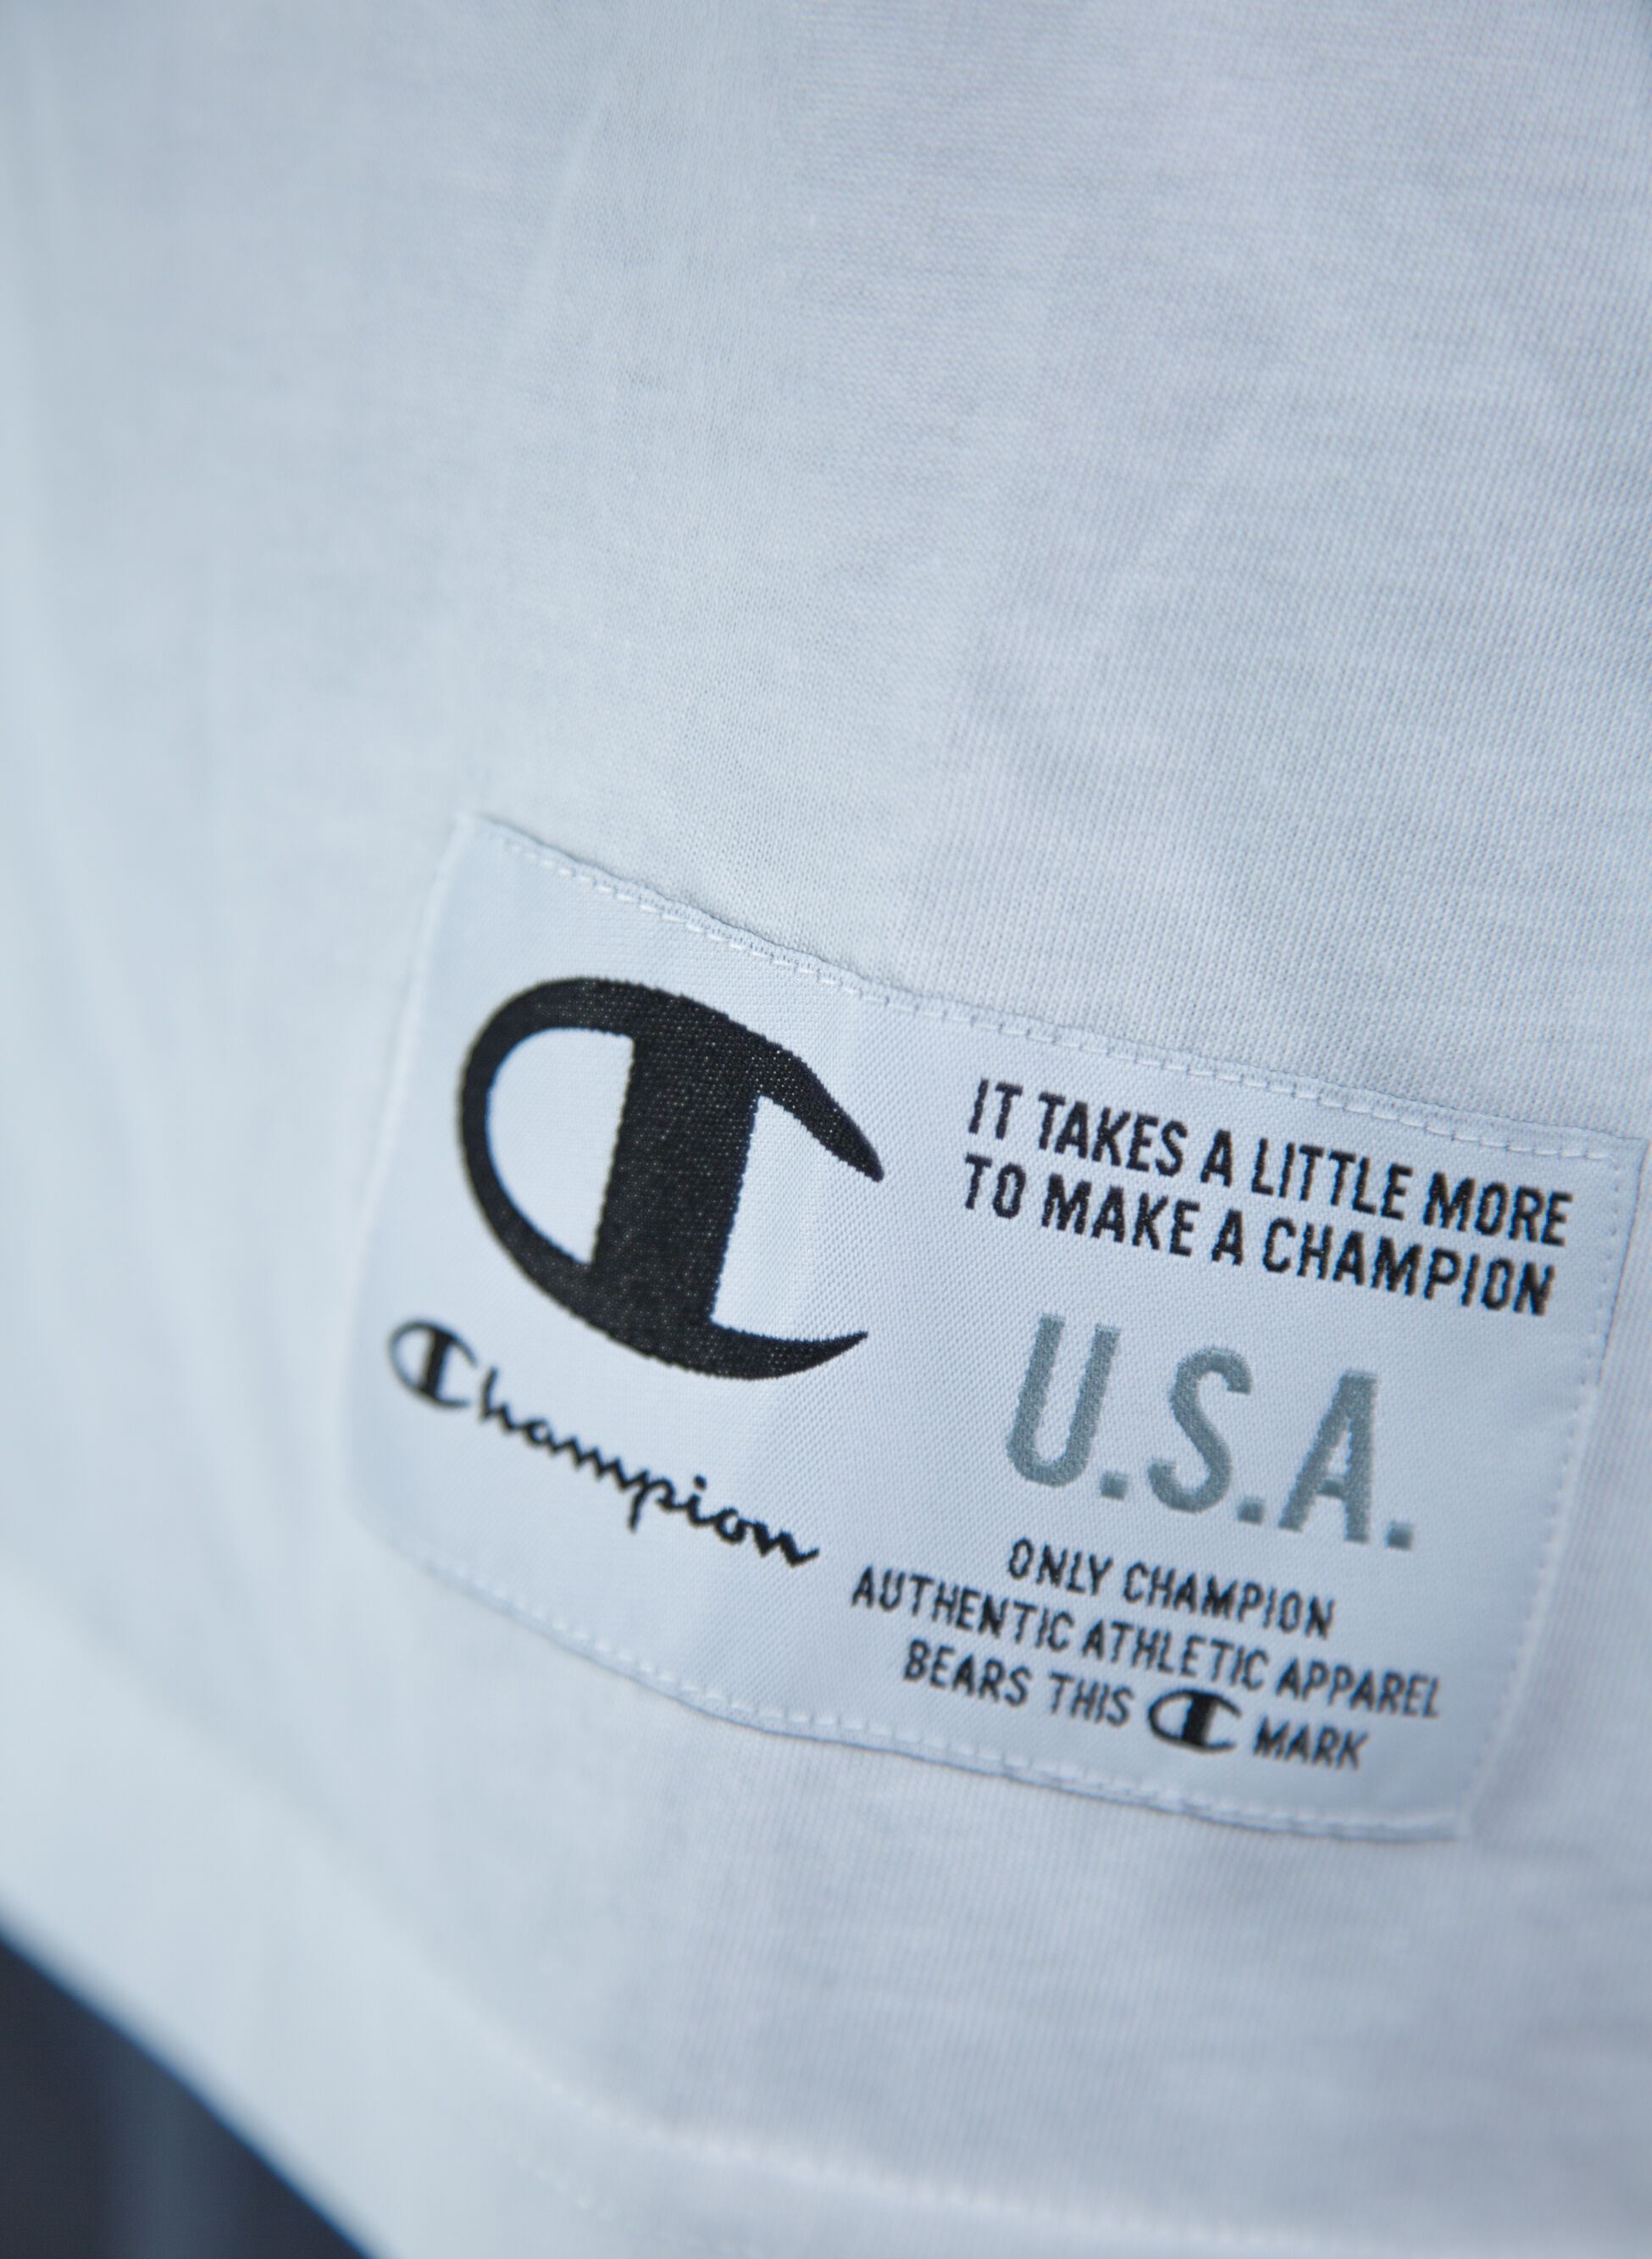 C
Champion
IT TAKES A LITTLE MORE
TO MAKE A CHAMPION
U.S.A.
ONLY CHAMPION
AUTHENTIC ATHLETIC APPAREL
BEARS THIS C MARK